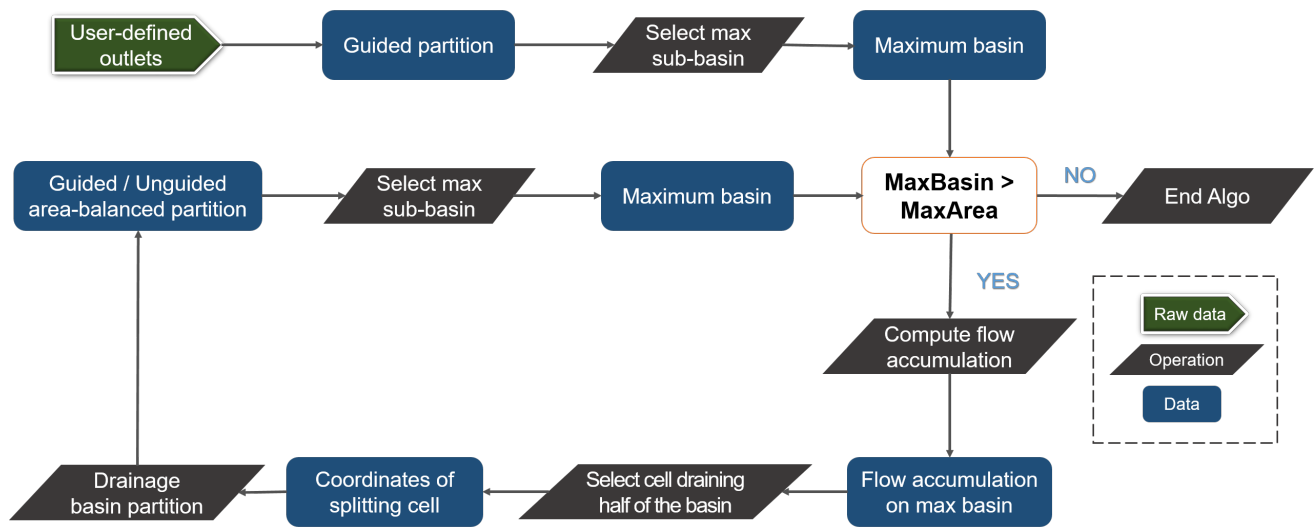 User-defined
outlets
Guided partition
Select max
sub-basin
Maximum basin
Guided / Unguided
area-balanced partition
Select max
sub-basin
Maximum basin
MaxBasin >
MaxArea
NO
End Algo
YES
Compute flow
accumulation
Raw data
Operation
Data
Drainage
basin partition
Coordinates of
splitting cell
Select cell draining
half of the basin
Flow accumulation
on max basin